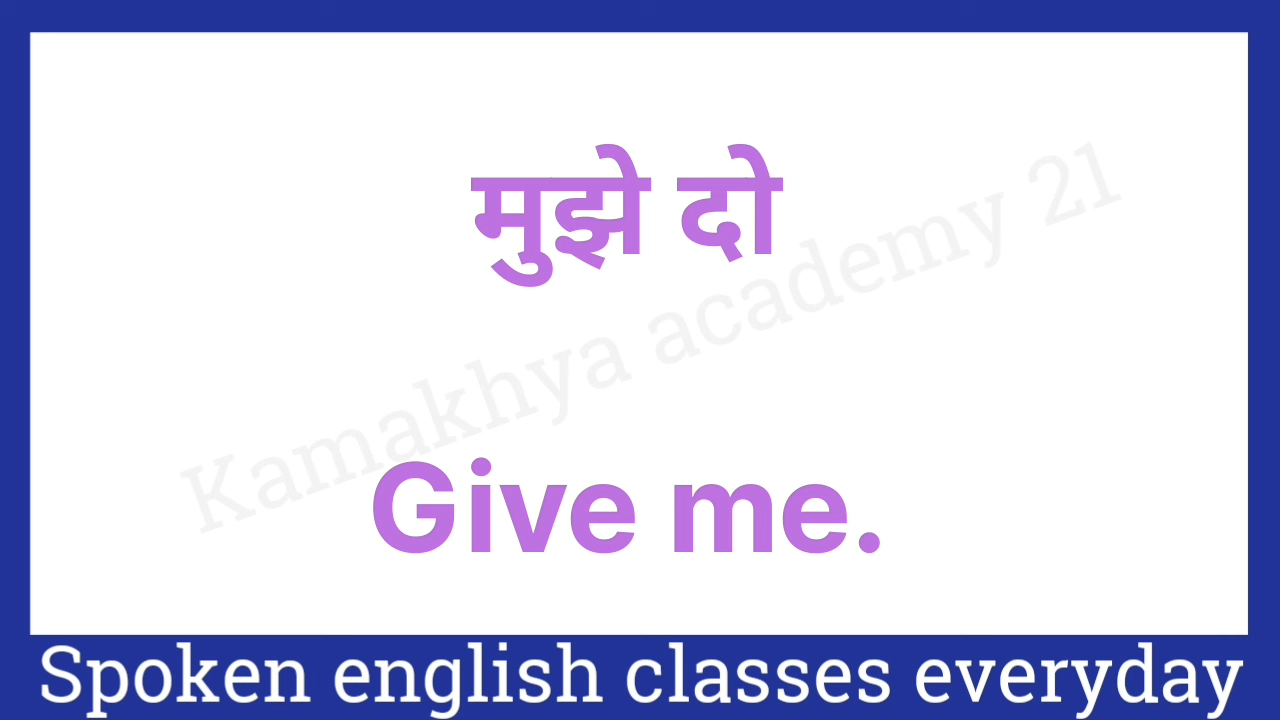 मुझे दो
Kamakhya academy 21
Give me.
Spoken english classes everyday